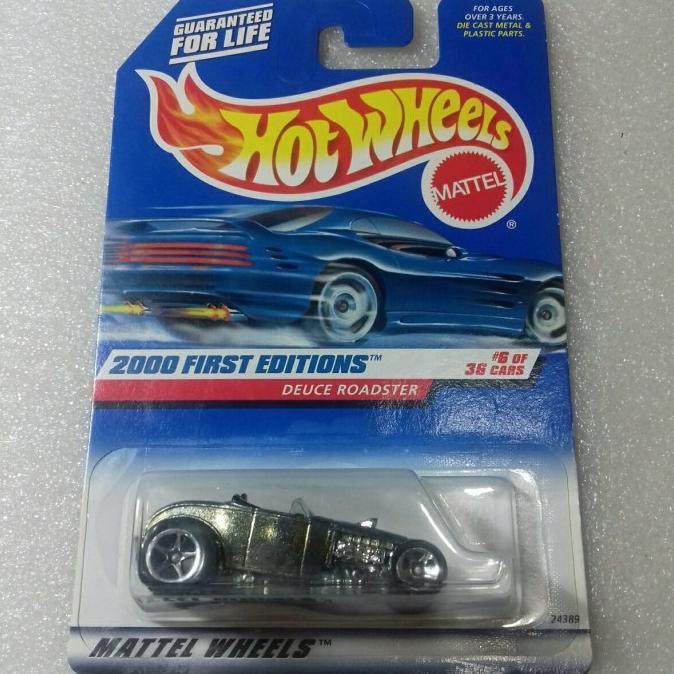 GUARANTEED
FOR LIFE
FOR AGES
OVER 3 YEARS.
DIE CAST METAL &
PLASTIC PARTS.
HOT WHEELS
MATTEL
®
2000 FIRST EDITIONS™
#6 OF
36 CARS
DEUCE ROADSTER
24389
MATTEL WHEELS™